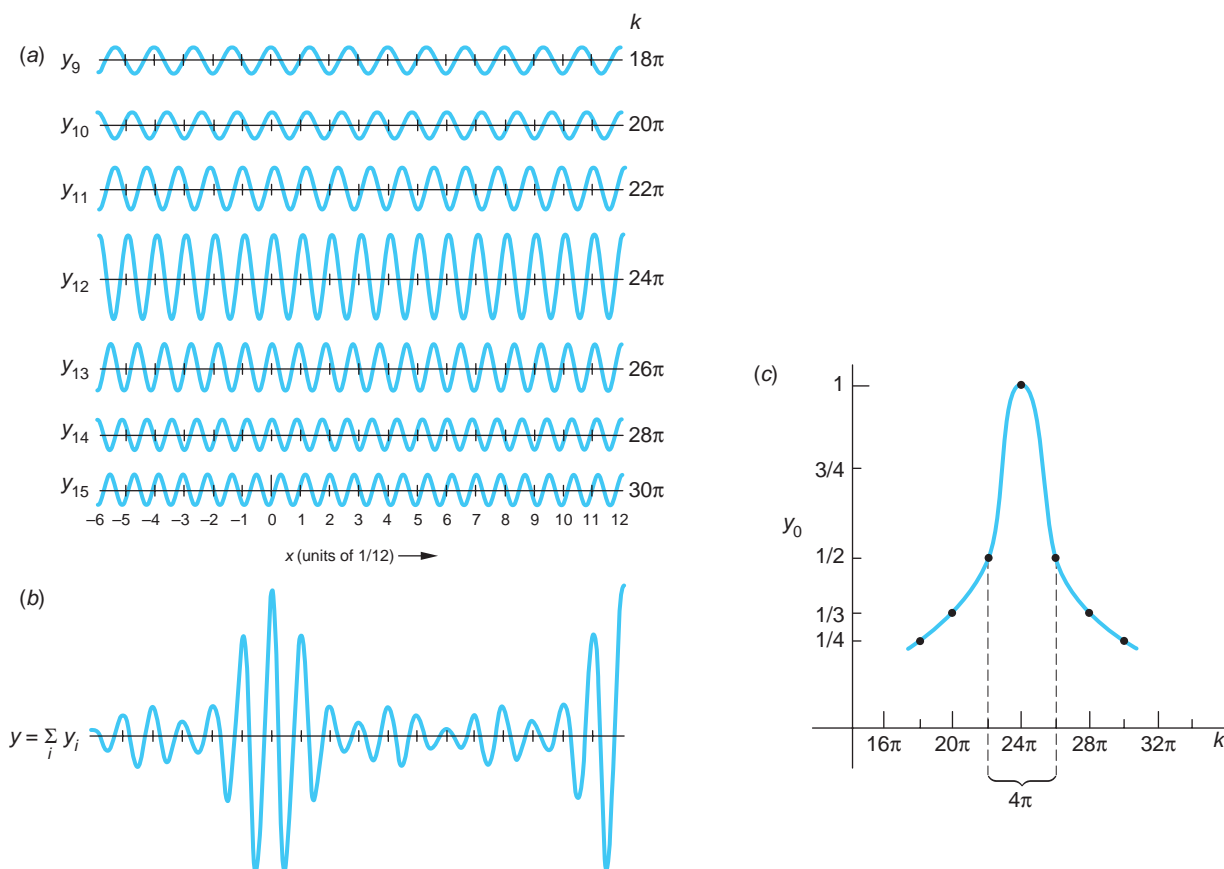 k
(a) y9 18π
y10 20π
y11 22π
y12 24π
y13 26π
y14 28π
y15 30π
–6 –5 –4 –3 –2 –1 0 1 2 3 4 5 6 7 8 9 10 11 12
x (units of 1/12)
(b)
y = Σ yi
i
(c)
1
3/4
y0
1/2
1/3
1/4
16π 20π 24π 28π 32π k
4π